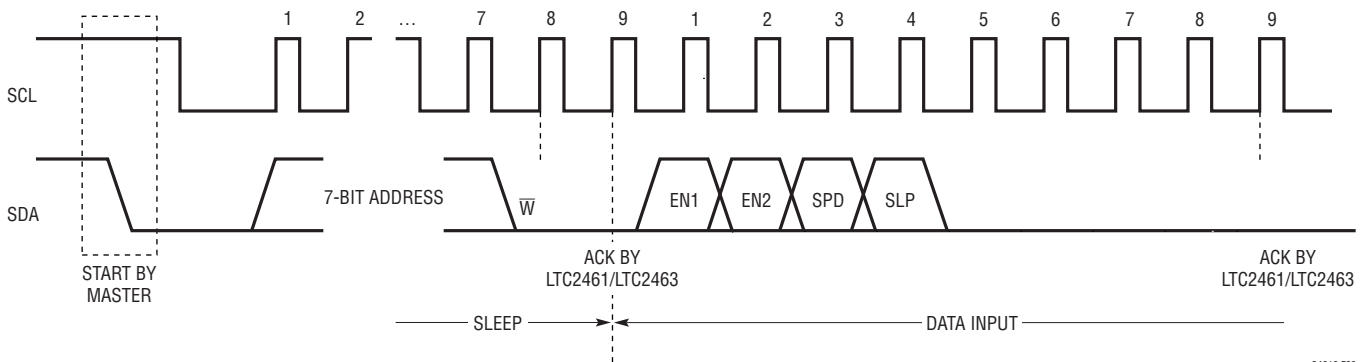 1 2 ... 7 8 9 1 2 3 4 5 6 7 8 9
SCL
SDA
7-BIT ADDRESS
W̅
EN1 EN2 SPD SLP
START BY
MASTER
ACK BY
LTC2461/LTC2463
ACK BY
LTC2461/LTC2463
SLEEP
DATA INPUT